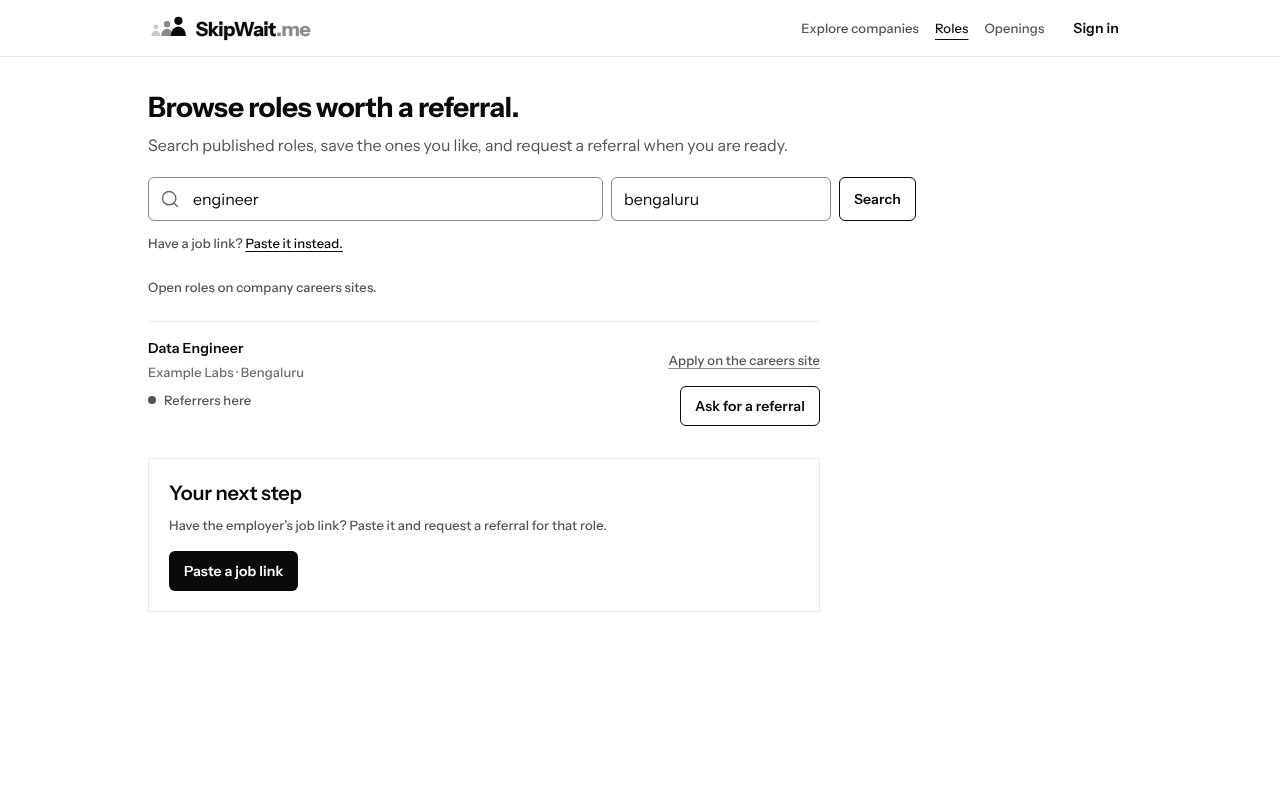 SkipWait.me
Explore companies
Roles
Openings
Sign in
Browse roles worth a referral.
Search published roles, save the ones you like, and request a referral when you are ready.
engineer
bengaluru
Search
Have a job link? Paste it instead.
Open roles on company careers sites.
Data Engineer
Example Labs · Bengaluru
Referrers here
Apply on the careers site
Ask for a referral
Your next step
Have the employer’s job link? Paste it and request a referral for that role.
Paste a job link